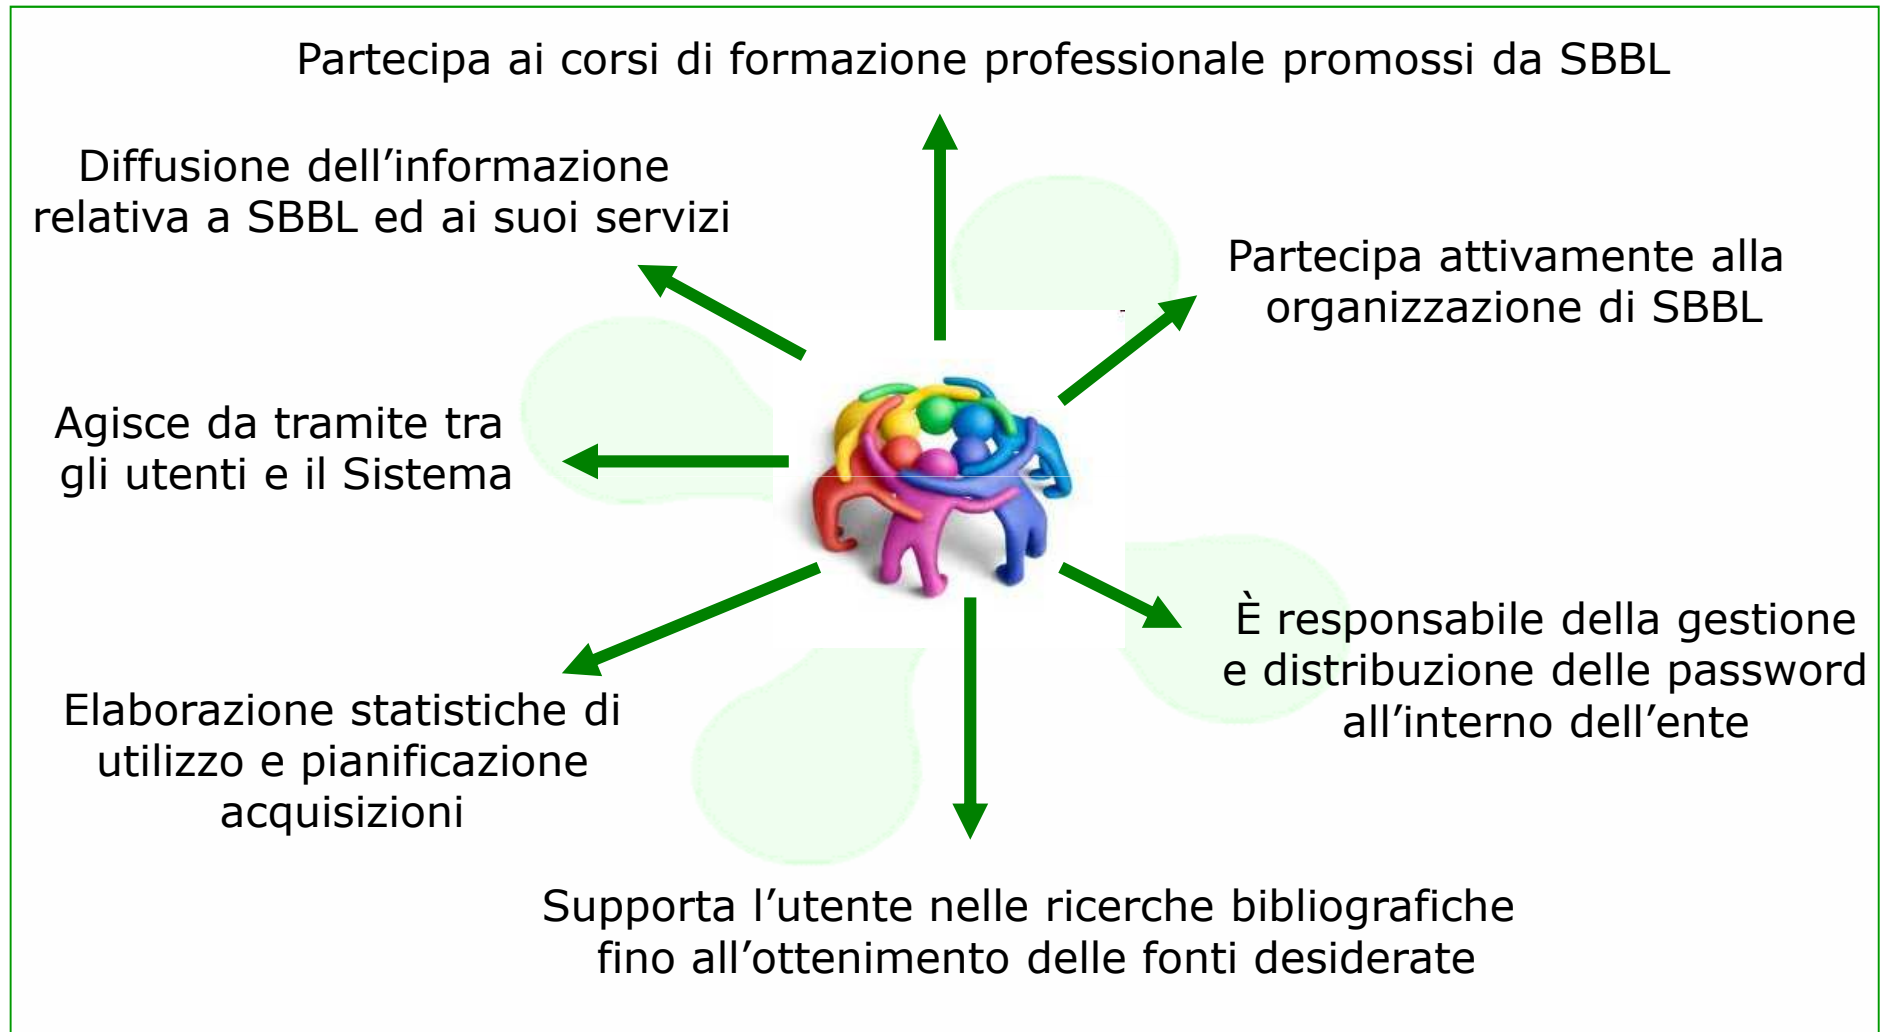 Partecipa ai corsi di formazione professionale promossi da SBBL
Diffusione dell’informazione
relativa a SBBL ed ai suoi servizi
Partecipa attivamente alla
organizzazione di SBBL
Agisce da tramite tra
gli utenti e il Sistema
È responsabile della gestione
e distribuzione delle password
all’interno dell’ente
Elaborazione statistiche di
utilizzo e pianificazione
acquisizioni
Supporta l’utente nelle ricerche bibliografiche
fino all’ottenimento delle fonti desiderate